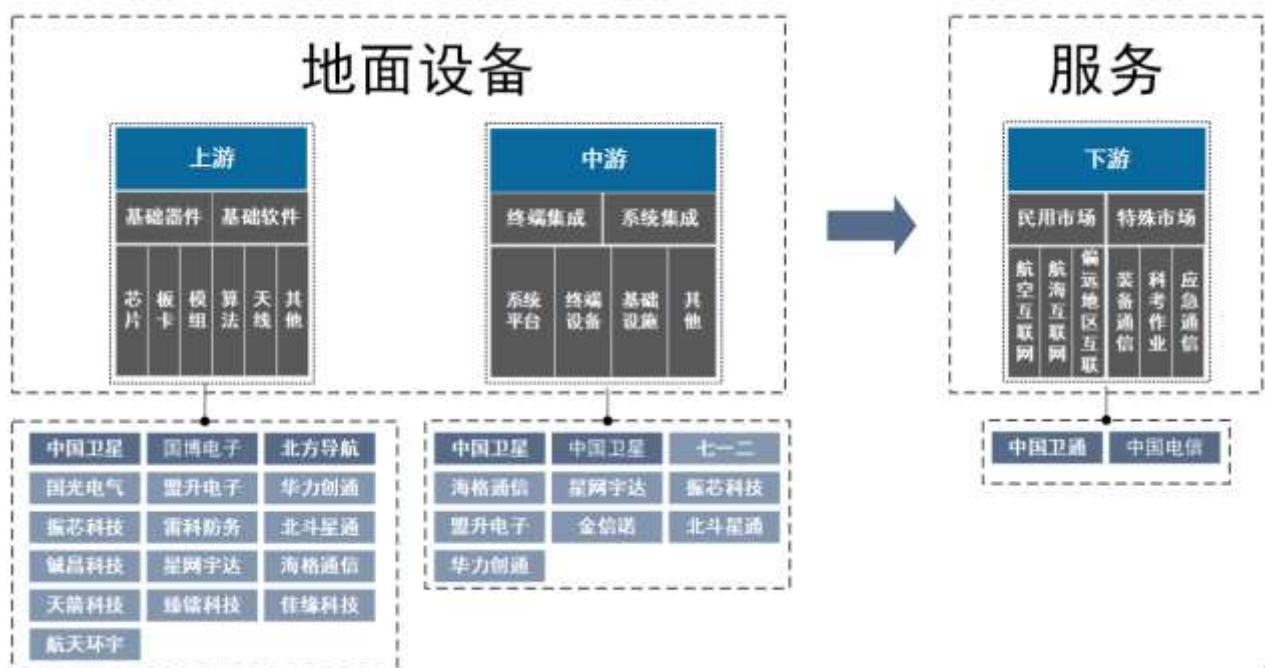 地面设备
服务
上游
中游
下游
基础器件 基础软件
终端集成 系统集成
民用市场 特殊市场
芯片 板卡 模组 算法 天线 其他
系统平台 终端设备 基础设施 其他
航空互联网 航海互联网 偏远地区互联 装备通信 科考作业 应急通信
中国卫星 国博电子 北方导航
国光电气 盟升电子 华力创通
振芯科技 雷科防务 北斗星通
铖昌科技 星网宇达 海格通信
天箭科技 臻镭科技 佳缘科技
航天环宇
中国卫星 中国卫星 七一二
海格通信 星网宇达 振芯科技
盟升电子 金信诺 北斗星通
华力创通
中国卫通 中国电信